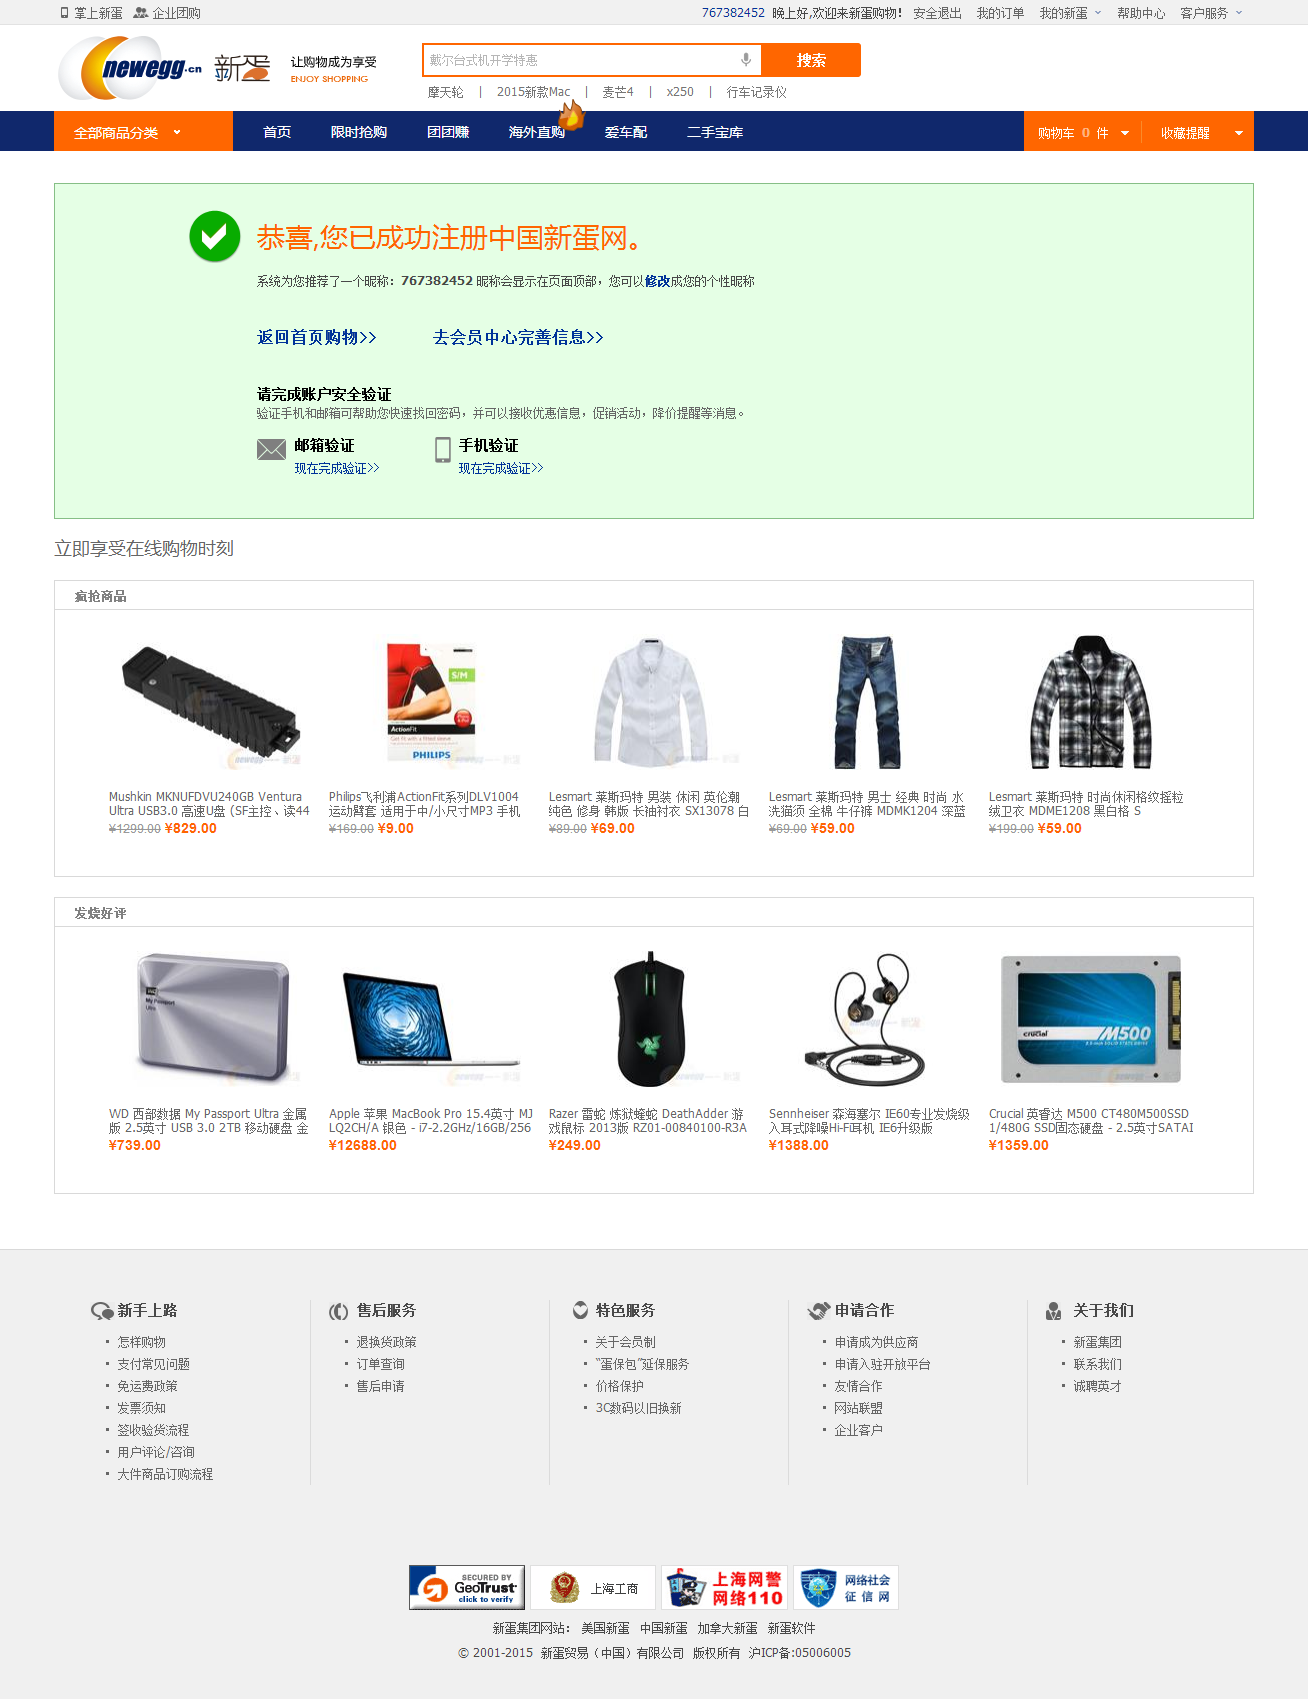 掌上新蛋 企业团购
767382452 晚上好,欢迎来新蛋购物! 安全退出 我的订单 我的新蛋 帮助中心 客户服务
newegg.cn 新蛋 让购物成为享受
ENJOY SHOPPING
戴尔台式机开学特惠 搜索
摩天轮 | 2015新款Mac | 麦芒4 | x250 | 行车记录仪
全部商品分类 首页 限时抢购 团团赚 海外直购 爱车配 二手宝库 购物车 0 件 收藏提醒
恭喜,您已成功注册中国新蛋网。
系统为您推荐了一个昵称：767382452 昵称会显示在页面顶部，您可以修改成您的个性昵称
返回首页购物>> 去会员中心完善信息>>
请完成账户安全验证
验证手机和邮箱可帮助您快速找回密码，并可以接收优惠信息，促销活动，降价提醒等消息。
邮箱验证 手机验证
现在完成验证>> 现在完成验证>>
立即享受在线购物时刻
疯抢商品
S/M
ActionFit
PHILIPS
Mushkin MKNUFDVU240GB Ventura
Ultra USB3.0 高速U盘 (SF主控、读44
¥1299.00 ¥829.00
Philips飞利浦ActionFit系列DLV1004
运动臂套 适用于中/小尺寸MP3 手机
¥169.00 ¥9.00
Lesmart 莱斯玛特 男装 休闲 英伦潮
纯色 修身 韩版 长袖衬衣 SX13078 白
¥89.00 ¥69.00
Lesmart 莱斯玛特 男士 经典 时尚 水
洗猫须 全棉 牛仔裤 MDMK1204 深蓝
¥69.00 ¥59.00
Lesmart 莱斯玛特 时尚休闲格纹摇粒
绒卫衣 MDME1208 黑白格 S
¥199.00 ¥59.00
发烧好评
My Passport
Ultra
crucial M500
WD 西部数据 My Passport Ultra 金属
版 2.5英寸 USB 3.0 2TB 移动硬盘 金
¥739.00
Apple 苹果 MacBook Pro 15.4英寸 MJ
LQ2CH/A 银色 - i7-2.2GHz/16GB/256
¥12688.00
Razer 雷蛇 炼狱蝰蛇 DeathAdder 游
戏鼠标 2013版 RZ01-00840100-R3A
¥249.00
Sennheiser 森海塞尔 IE60专业发烧级
入耳式降噪Hi-Fi耳机 IE6升级版
¥1388.00
Crucial 英睿达 M500 CT480M500SSD
1/480G SSD固态硬盘 - 2.5英寸SATAI
¥1359.00
新手上路
怎样购物
支付常见问题
免运费政策
发票须知
签收验货流程
用户评论/咨询
大件商品订购流程
售后服务
退换货政策
订单查询
售后申请
特色服务
关于会员制
"蛋保包"延保服务
价格保护
3C数码以旧换新
申请合作
申请成为供应商
申请入驻开放平台
友情合作
网站联盟
企业客户
关于我们
新蛋集团
联系我们
诚聘英才
SECURED BY
GeoTrust
click to verify
上海工商
上海网警
网络110
网络社会
征信网
新蛋集团网站： 美国新蛋 中国新蛋 加拿大新蛋 新蛋软件
© 2001-2015 新蛋贸易（中国）有限公司 版权所有 沪ICP备:05006005